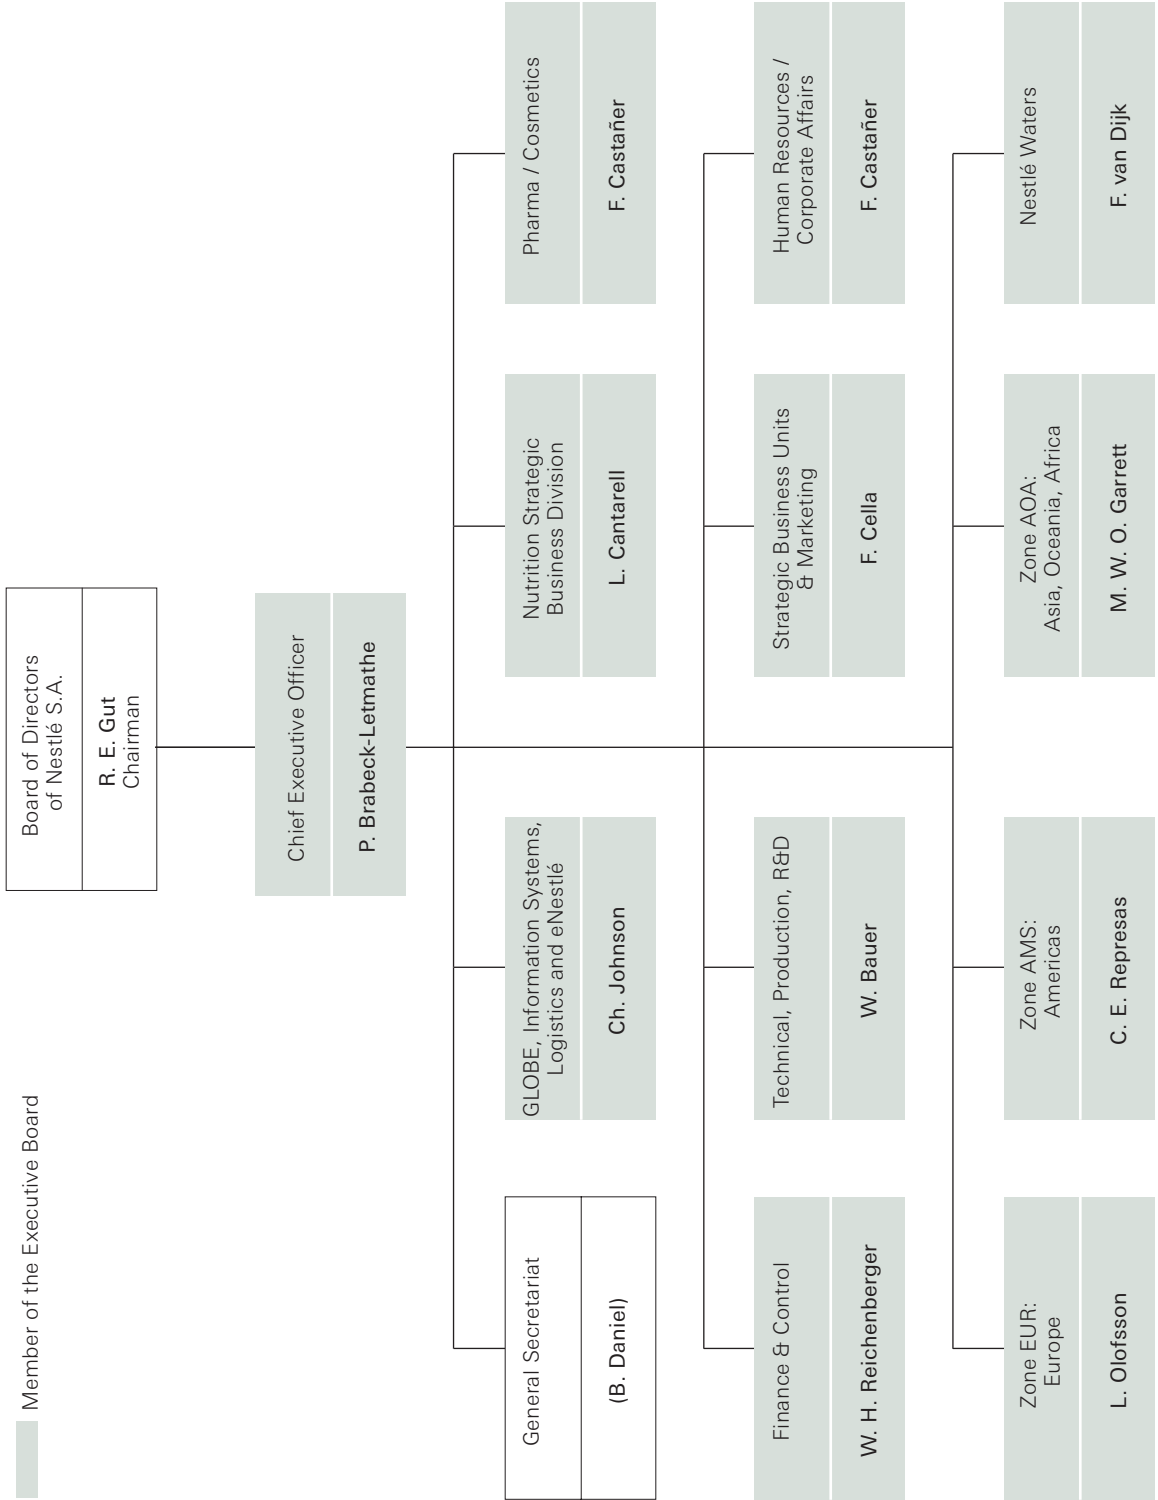 Member of the Executive Board
Board of Directors
of Nestlé S.A.
R. E. Gut
Chairman
Chief Executive Officer
P. Brabeck-Letmathe
General Secretariat
(B. Daniel)
GLOBE, Information Systems,
Logistics and eNestlé
Ch. Johnson
Nutrition Strategic
Business Division
L. Cantarell
Pharma / Cosmetics
F. Castañer
Finance & Control
W. H. Reichenberger
Technical, Production, R&D
W. Bauer
Strategic Business Units
& Marketing
F. Cella
Human Resources /
Corporate Affairs
F. Castañer
Zone EUR:
Europe
L. Olofsson
Zone AMS:
Americas
C. E. Represas
Zone AOA:
Asia, Oceania, Africa
M. W. O. Garrett
Nestlé Waters
F. van Dijk